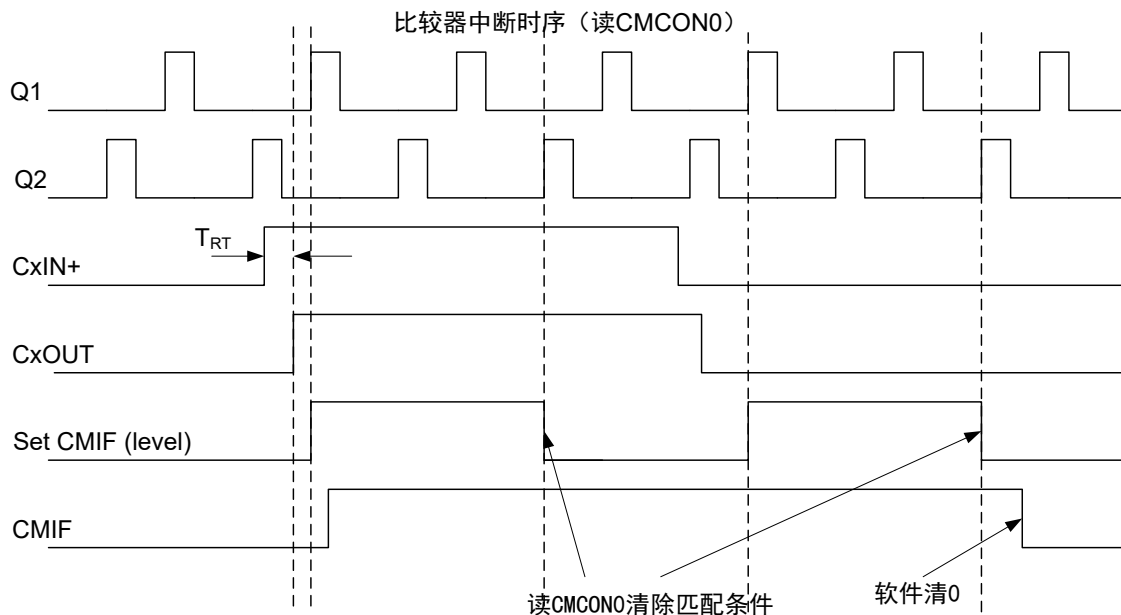 比较器中断时序（读CMCON0）
Q1
Q2
TRT
CxIN+
CxOUT
Set CMIF (level)
CMIF
读CMCON0清除匹配条件
软件清0